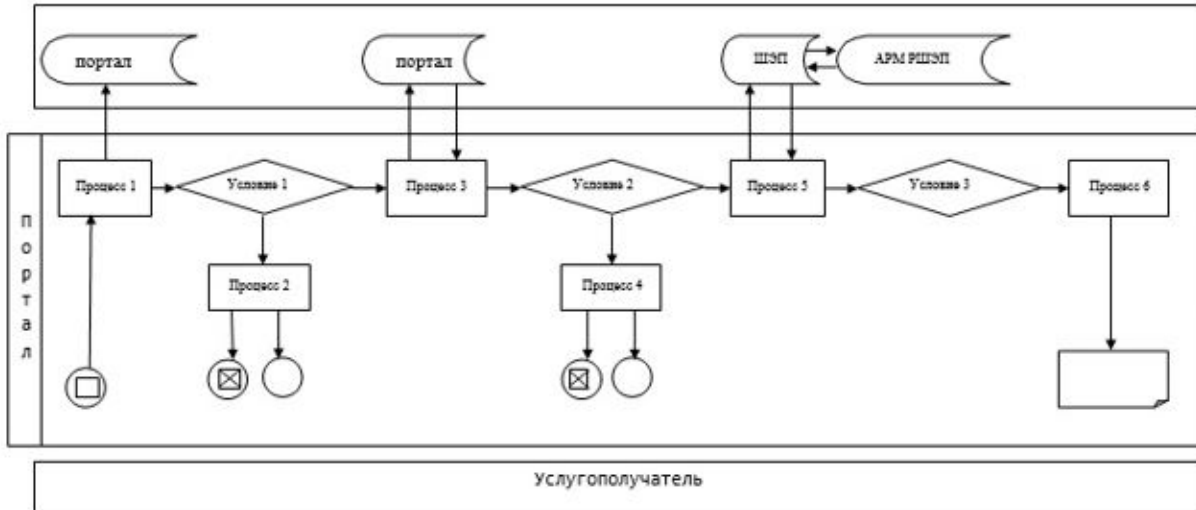 портал
портал
ШЭП
АРМ РШЭП
Процесс 1
Условие 1
Процесс 3
Условие 2
Процесс 5
Условие 3
Процесс 6
Портал
Процесс 2
Процесс 4
Услугополучатель